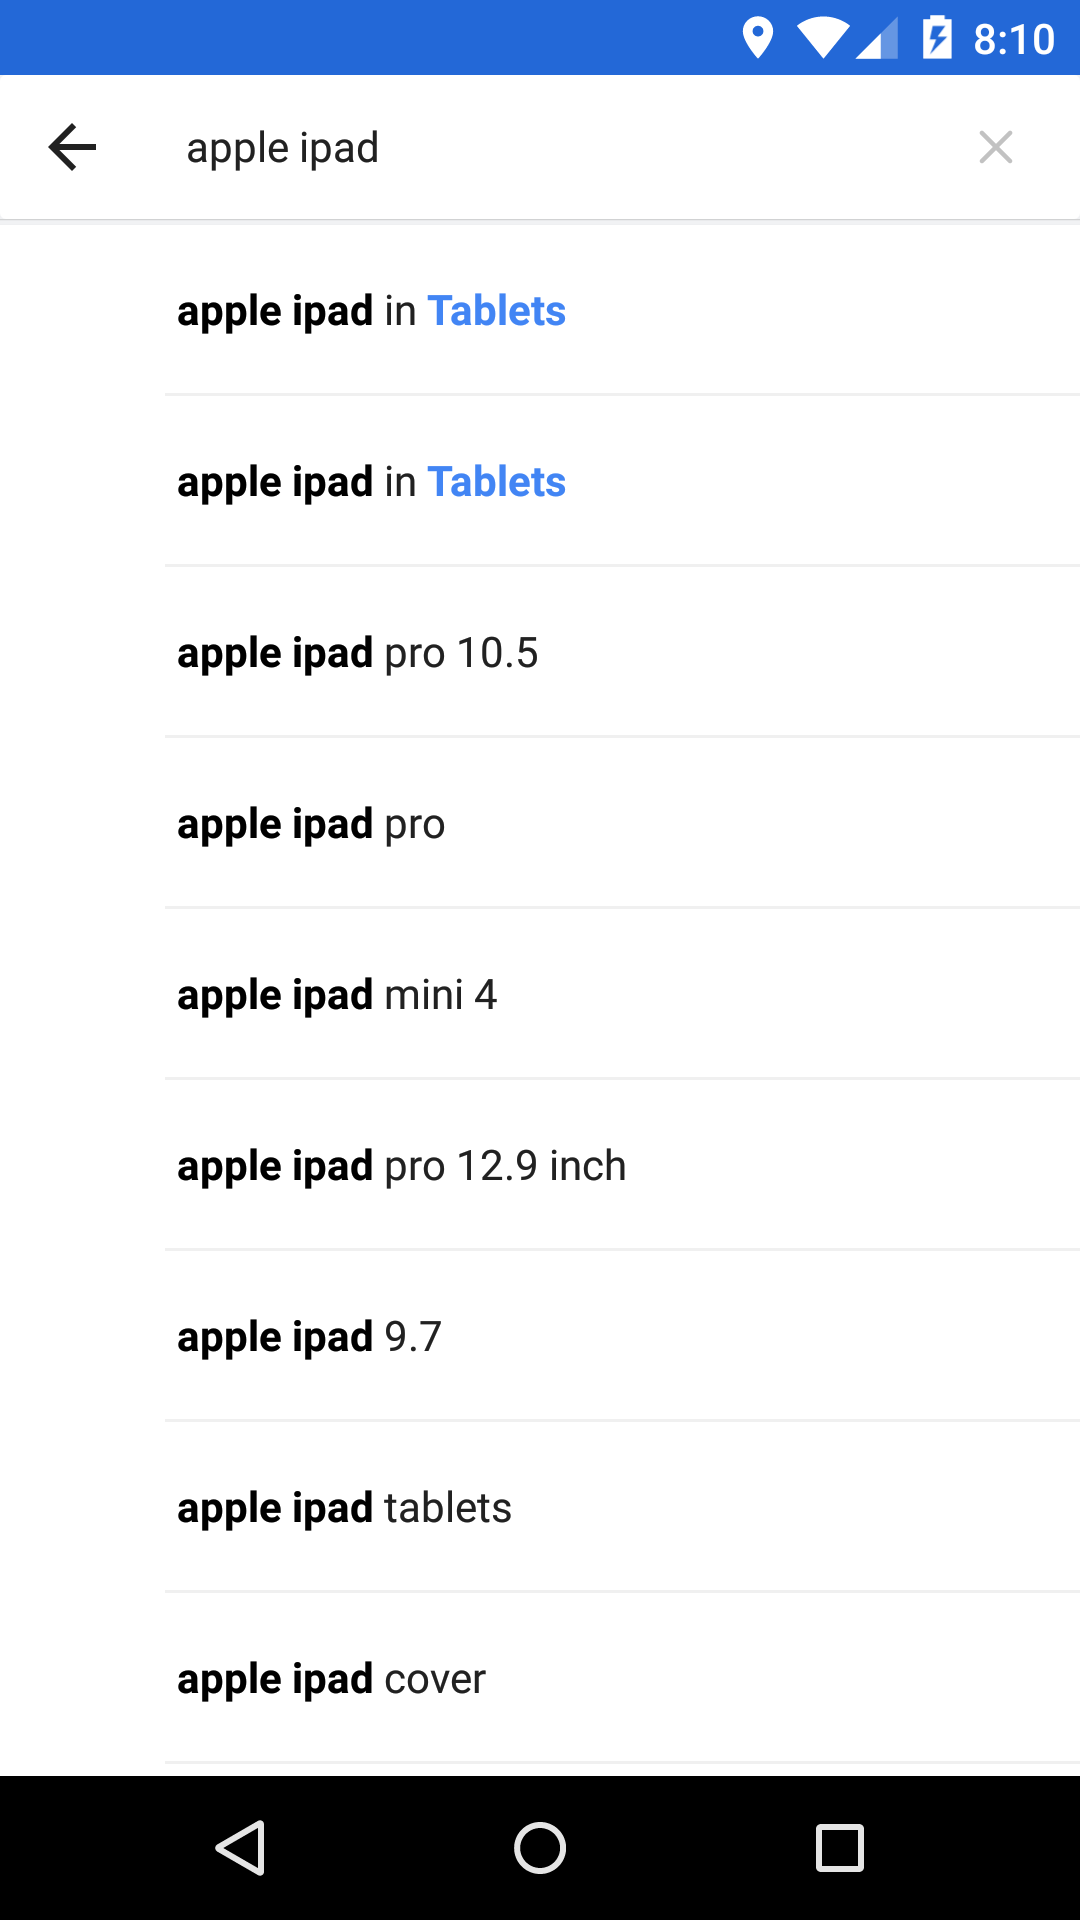 8:10
apple ipad
apple ipad in Tablets
apple ipad in Tablets
apple ipad pro 10.5
apple ipad pro
apple ipad mini 4
apple ipad pro 12.9 inch
apple ipad 9.7
apple ipad tablets
apple ipad cover